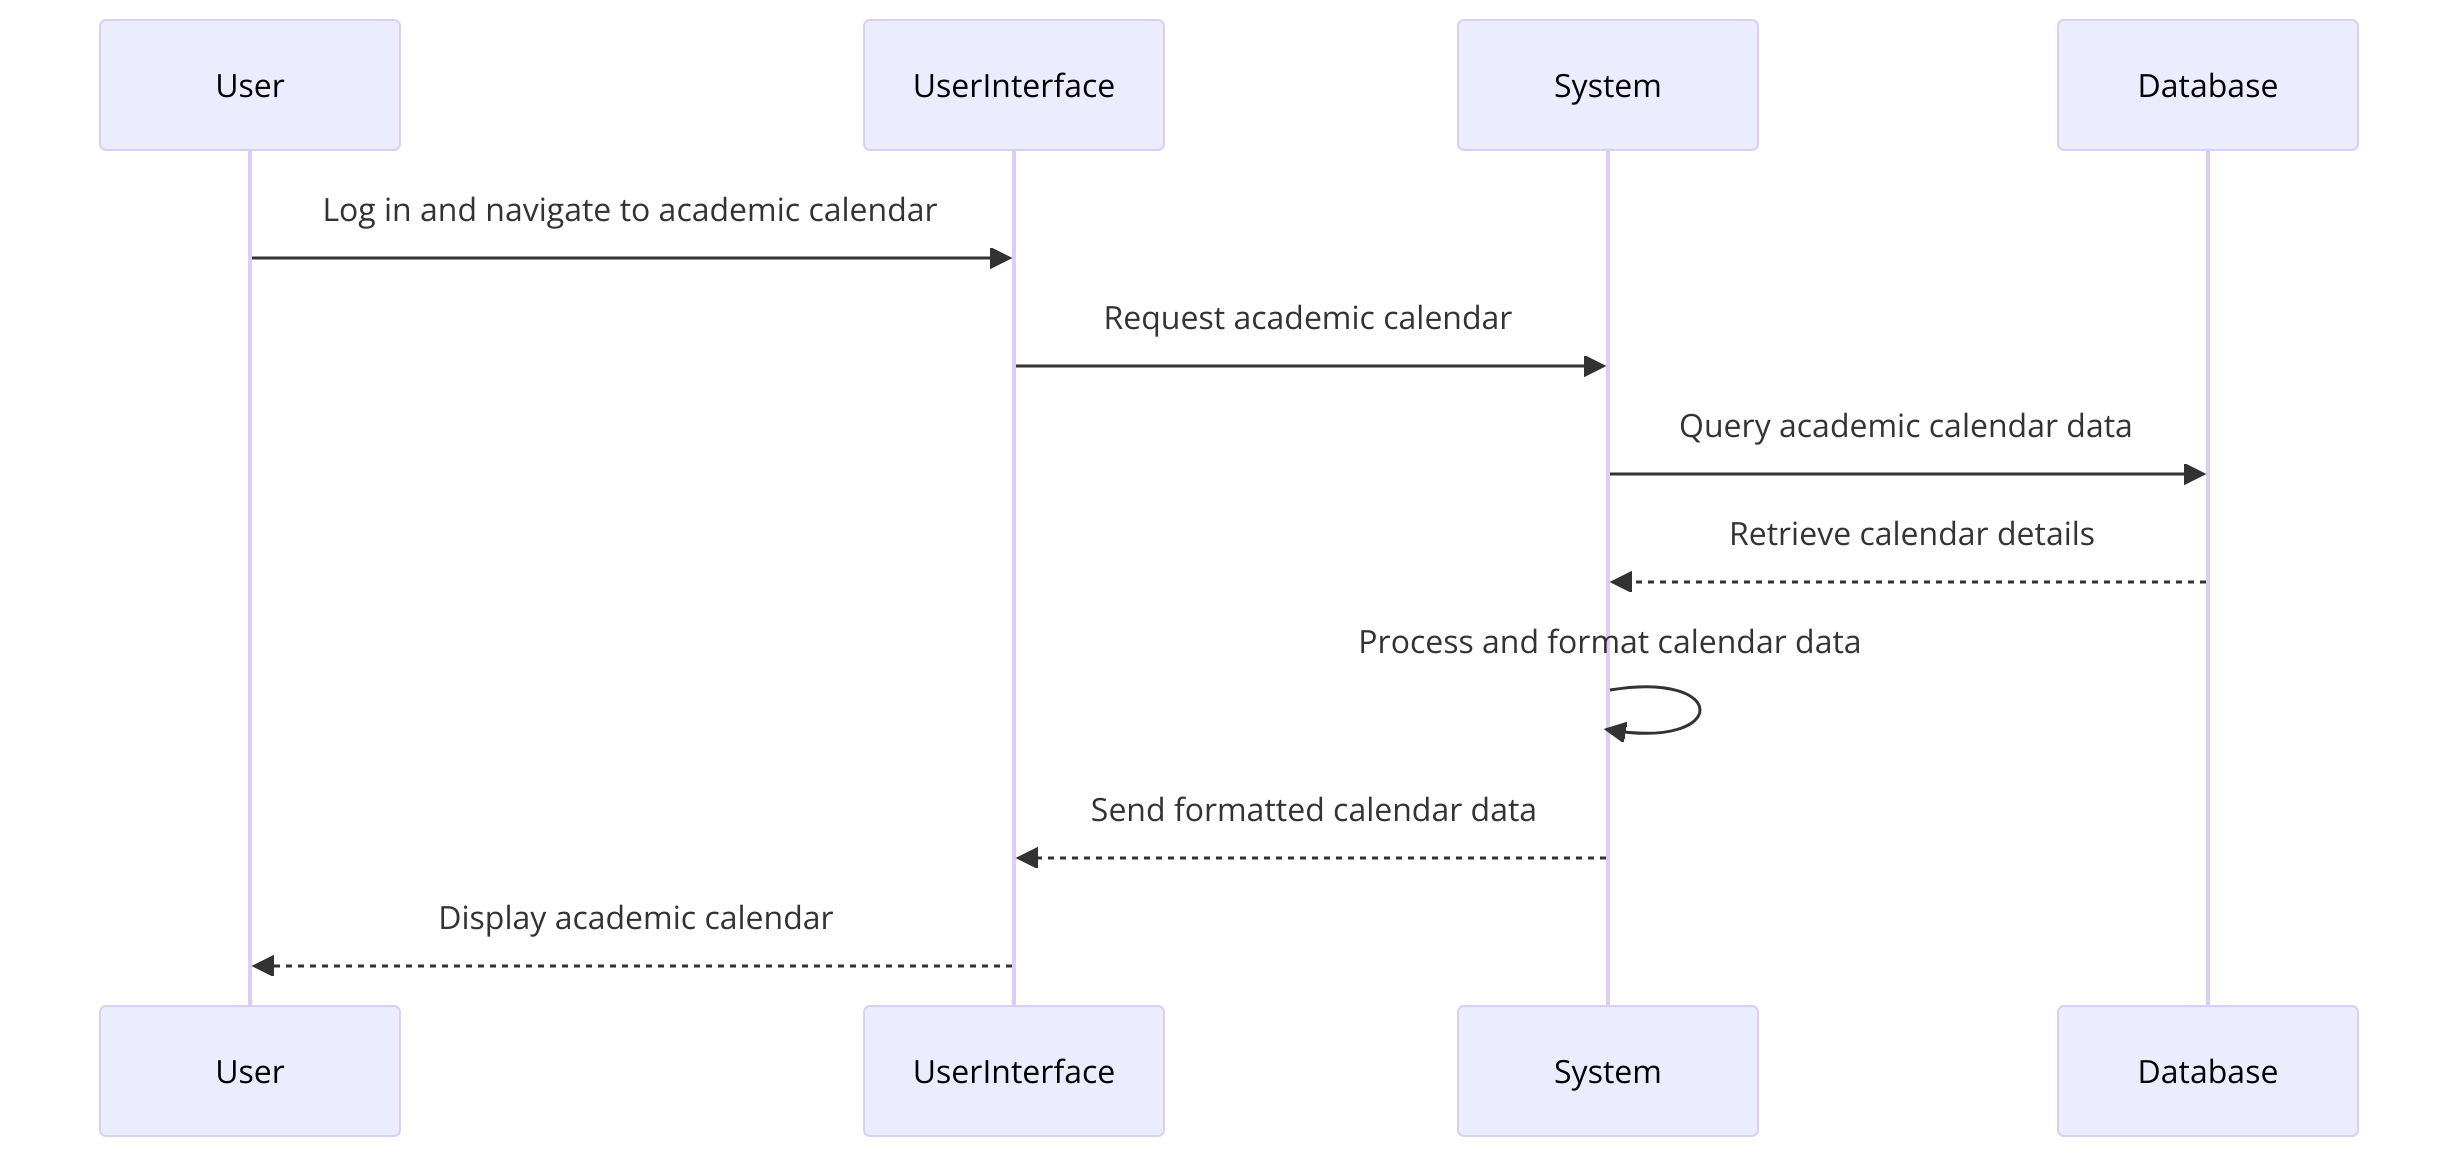 User
UserInterface
System
Database
Log in and navigate to academic calendar
Request academic calendar
Query academic calendar data
Retrieve calendar details
Process and format calendar data
Send formatted calendar data
Display academic calendar
User
UserInterface
System
Database